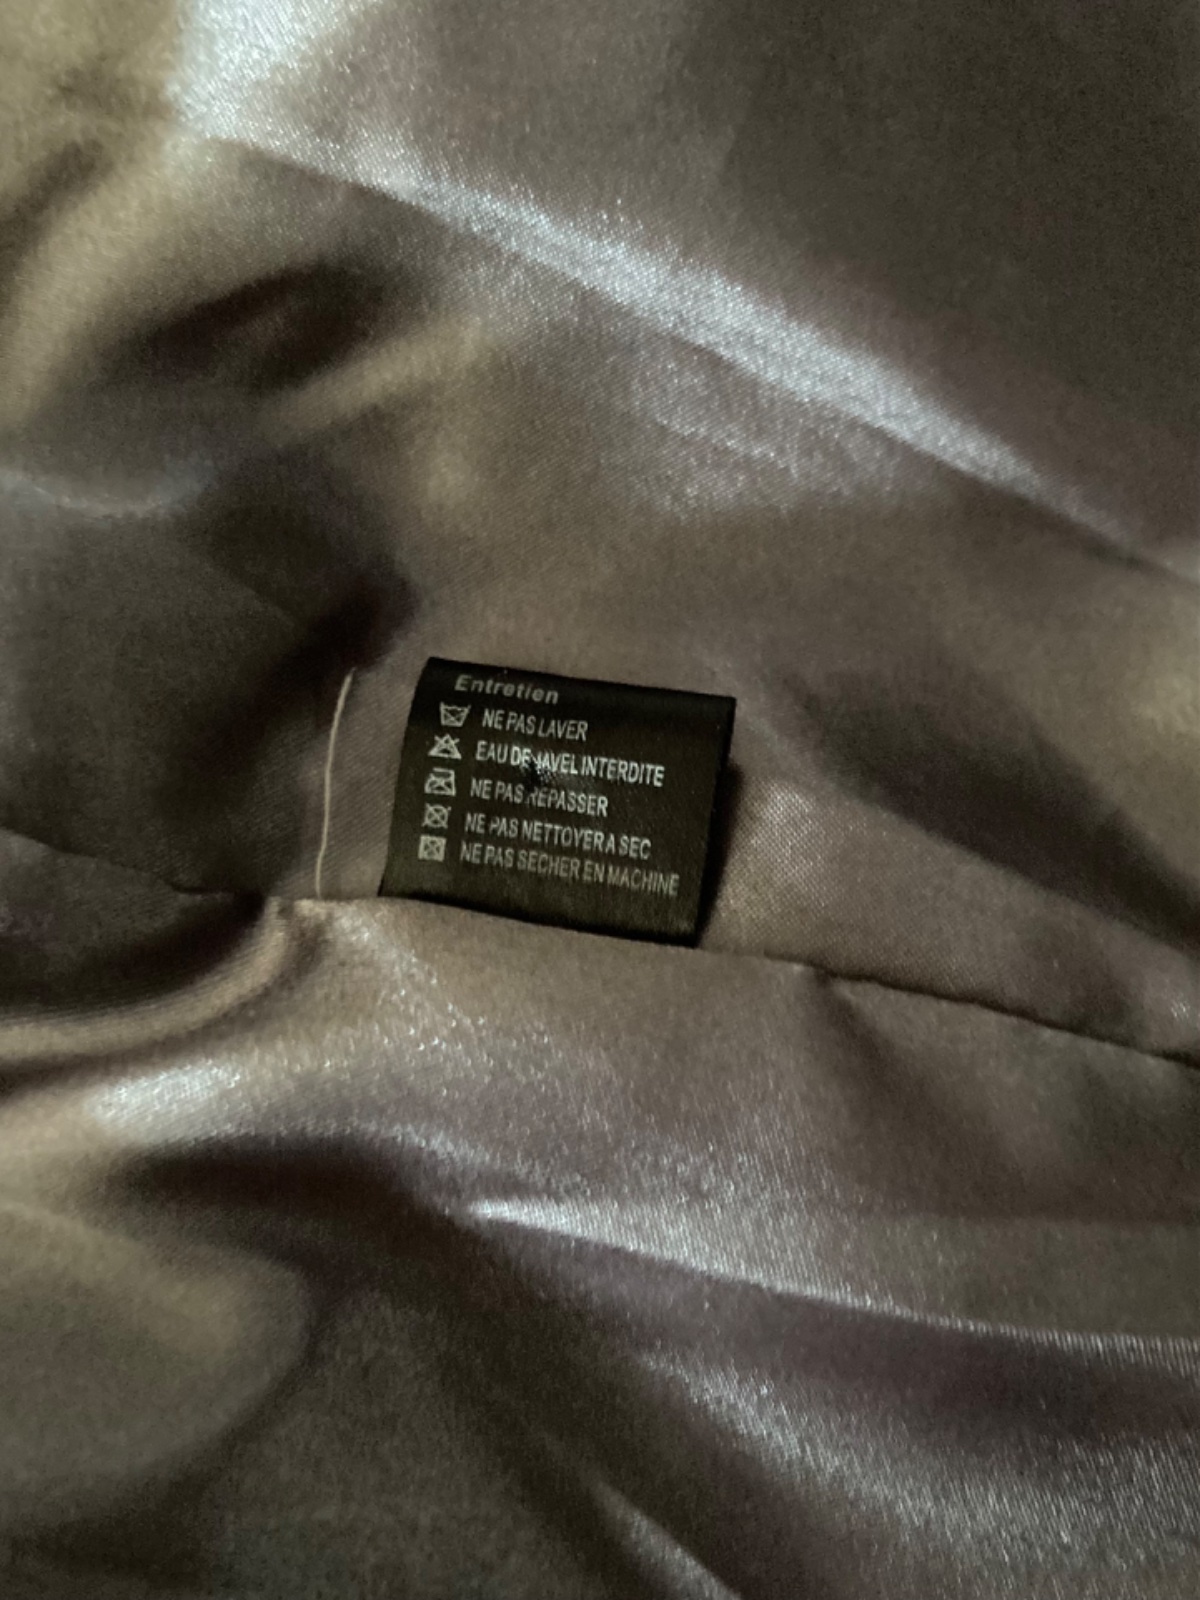 Entretien
NE PAS LAVER
EAU DE JAVEL INTERDITE
NE PAS REPASSER
NE PAS NETTOYER A SEC
NE PAS SECHER EN MACHINE